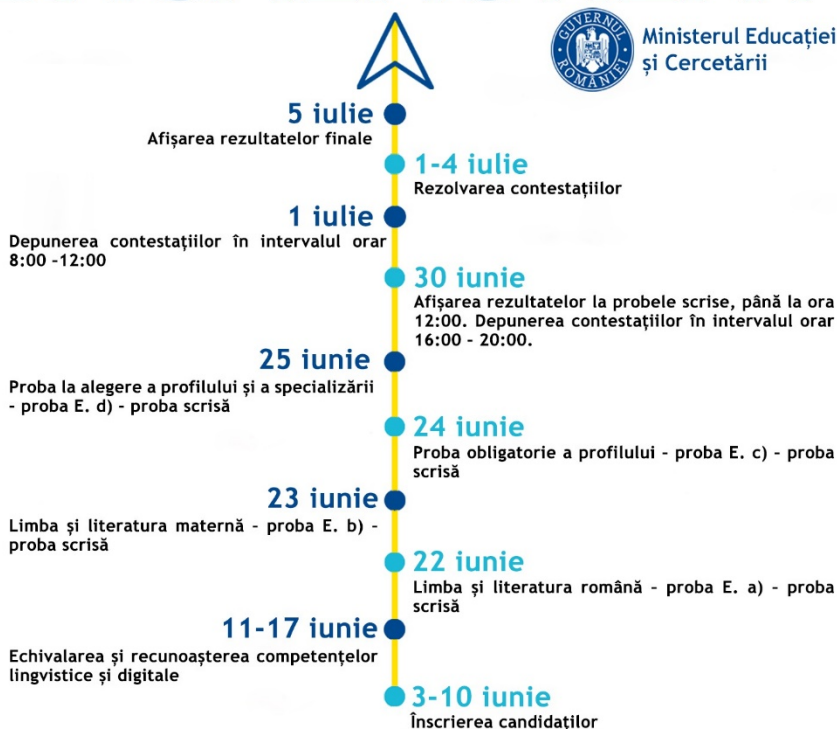 GUVERNUL ROMÂNIEI
Ministerul Educației
și Cercetării
5 iulie
Afișarea rezultatelor finale
1-4 iulie
Rezolvarea contestațiilor
1 iulie
Depunerea contestațiilor în intervalul orar
8:00 -12:00
30 iunie
Afișarea rezultatelor la probele scrise, până la ora
12:00. Depunerea contestațiilor în intervalul orar
16:00 - 20:00.
25 iunie
Proba la alegere a profilului și a specializării
- proba E. d) - proba scrisă
24 iunie
Proba obligatorie a profilului - proba E. c) - proba
scrisă
23 iunie
Limba și literatura maternă - proba E. b) -
proba scrisă
22 iunie
Limba și literatura română - proba E. a) - proba
scrisă
11-17 iunie
Echivalarea și recunoașterea competențelor
lingvistice și digitale
3-10 iunie
Înscrierea candidaților